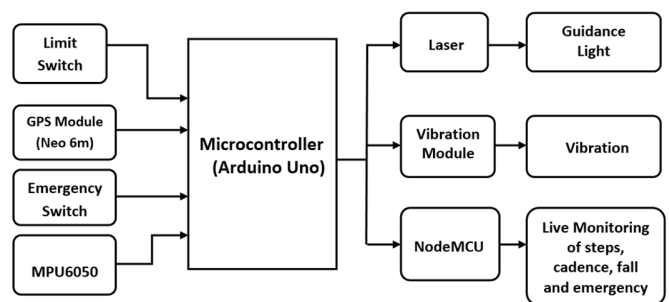 Limit
Switch
GPS Module
(Neo 6m)
Emergency
Switch
MPU6050
Microcontroller
(Arduino Uno)
Laser
Guidance
Light
Vibration
Module
Vibration
NodeMCU
Live Monitoring
of steps,
cadence, fall
and emergency